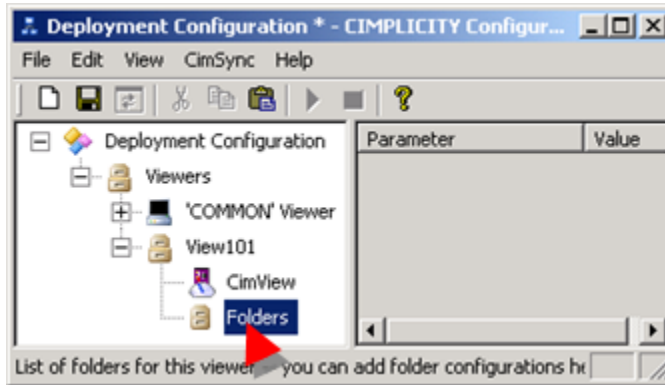 Deployment Configuration * - CIMPLICITY Configur...
File Edit View CimSync Help
Parameter Value
Deployment Configuration
Viewers
'COMMON' Viewer
View101
CimView
Folders
List of folders for this viewer you can add folder configurations